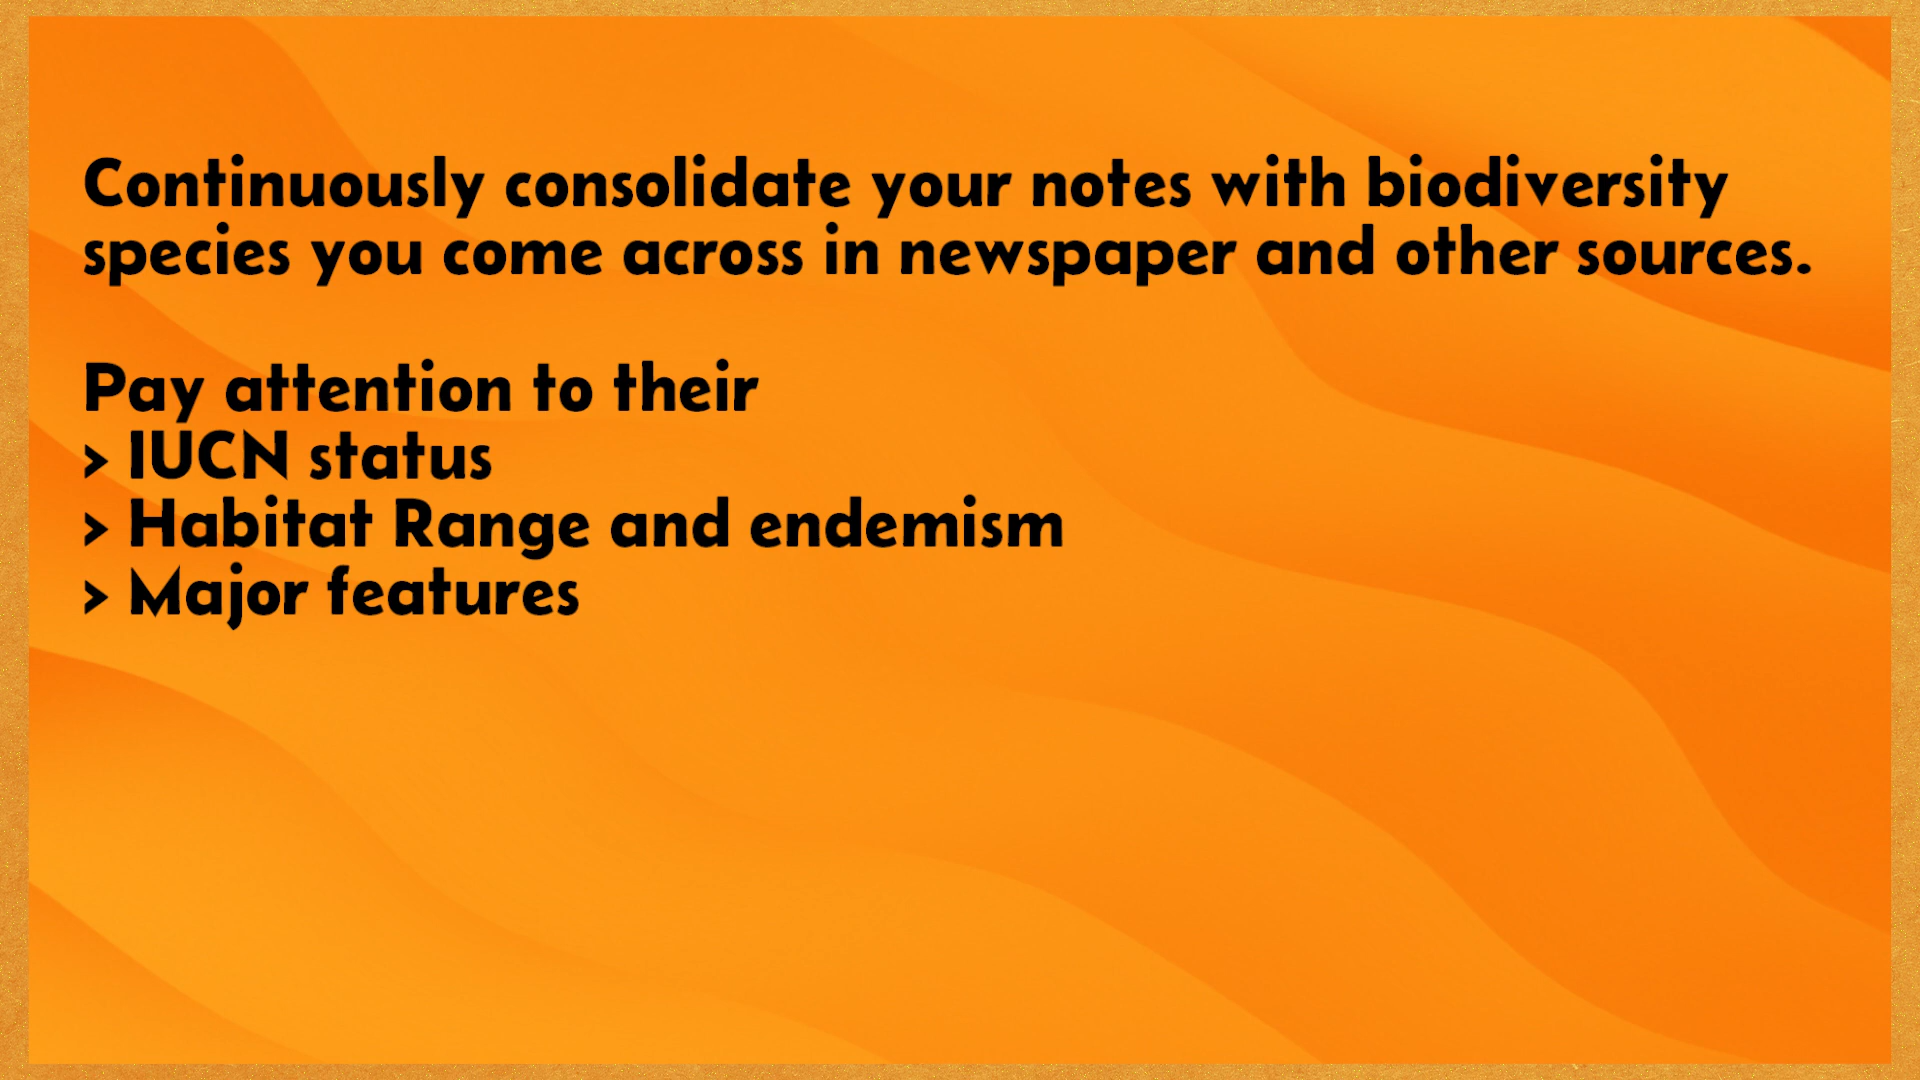 Continuously consolidate your notes with biodiversity
species you come across in newspaper and other sources.
Pay attention to their
> IUCN status
> Habitat Range and endemism
> Major features